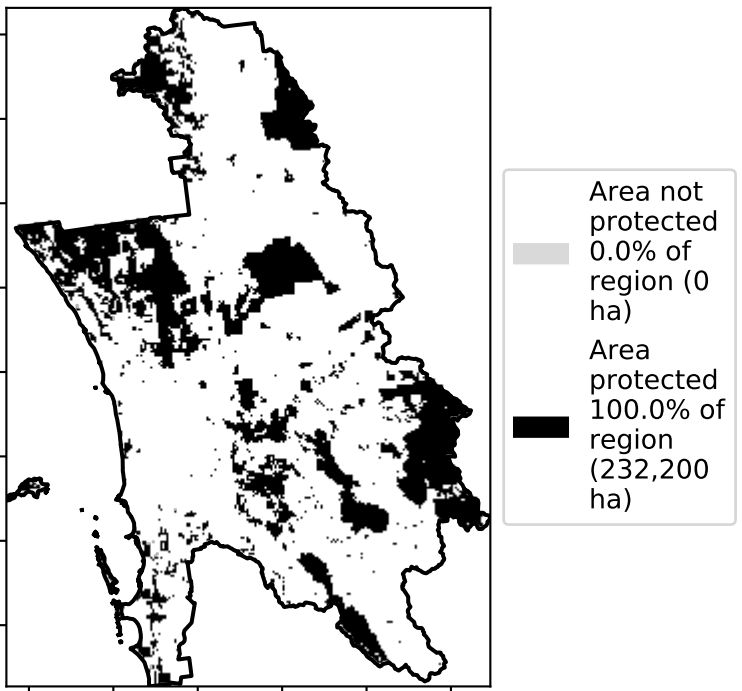 Area not
protected
0.0% of
region (0
ha)
Area
protected
100.0% of
region
(232,200
ha)